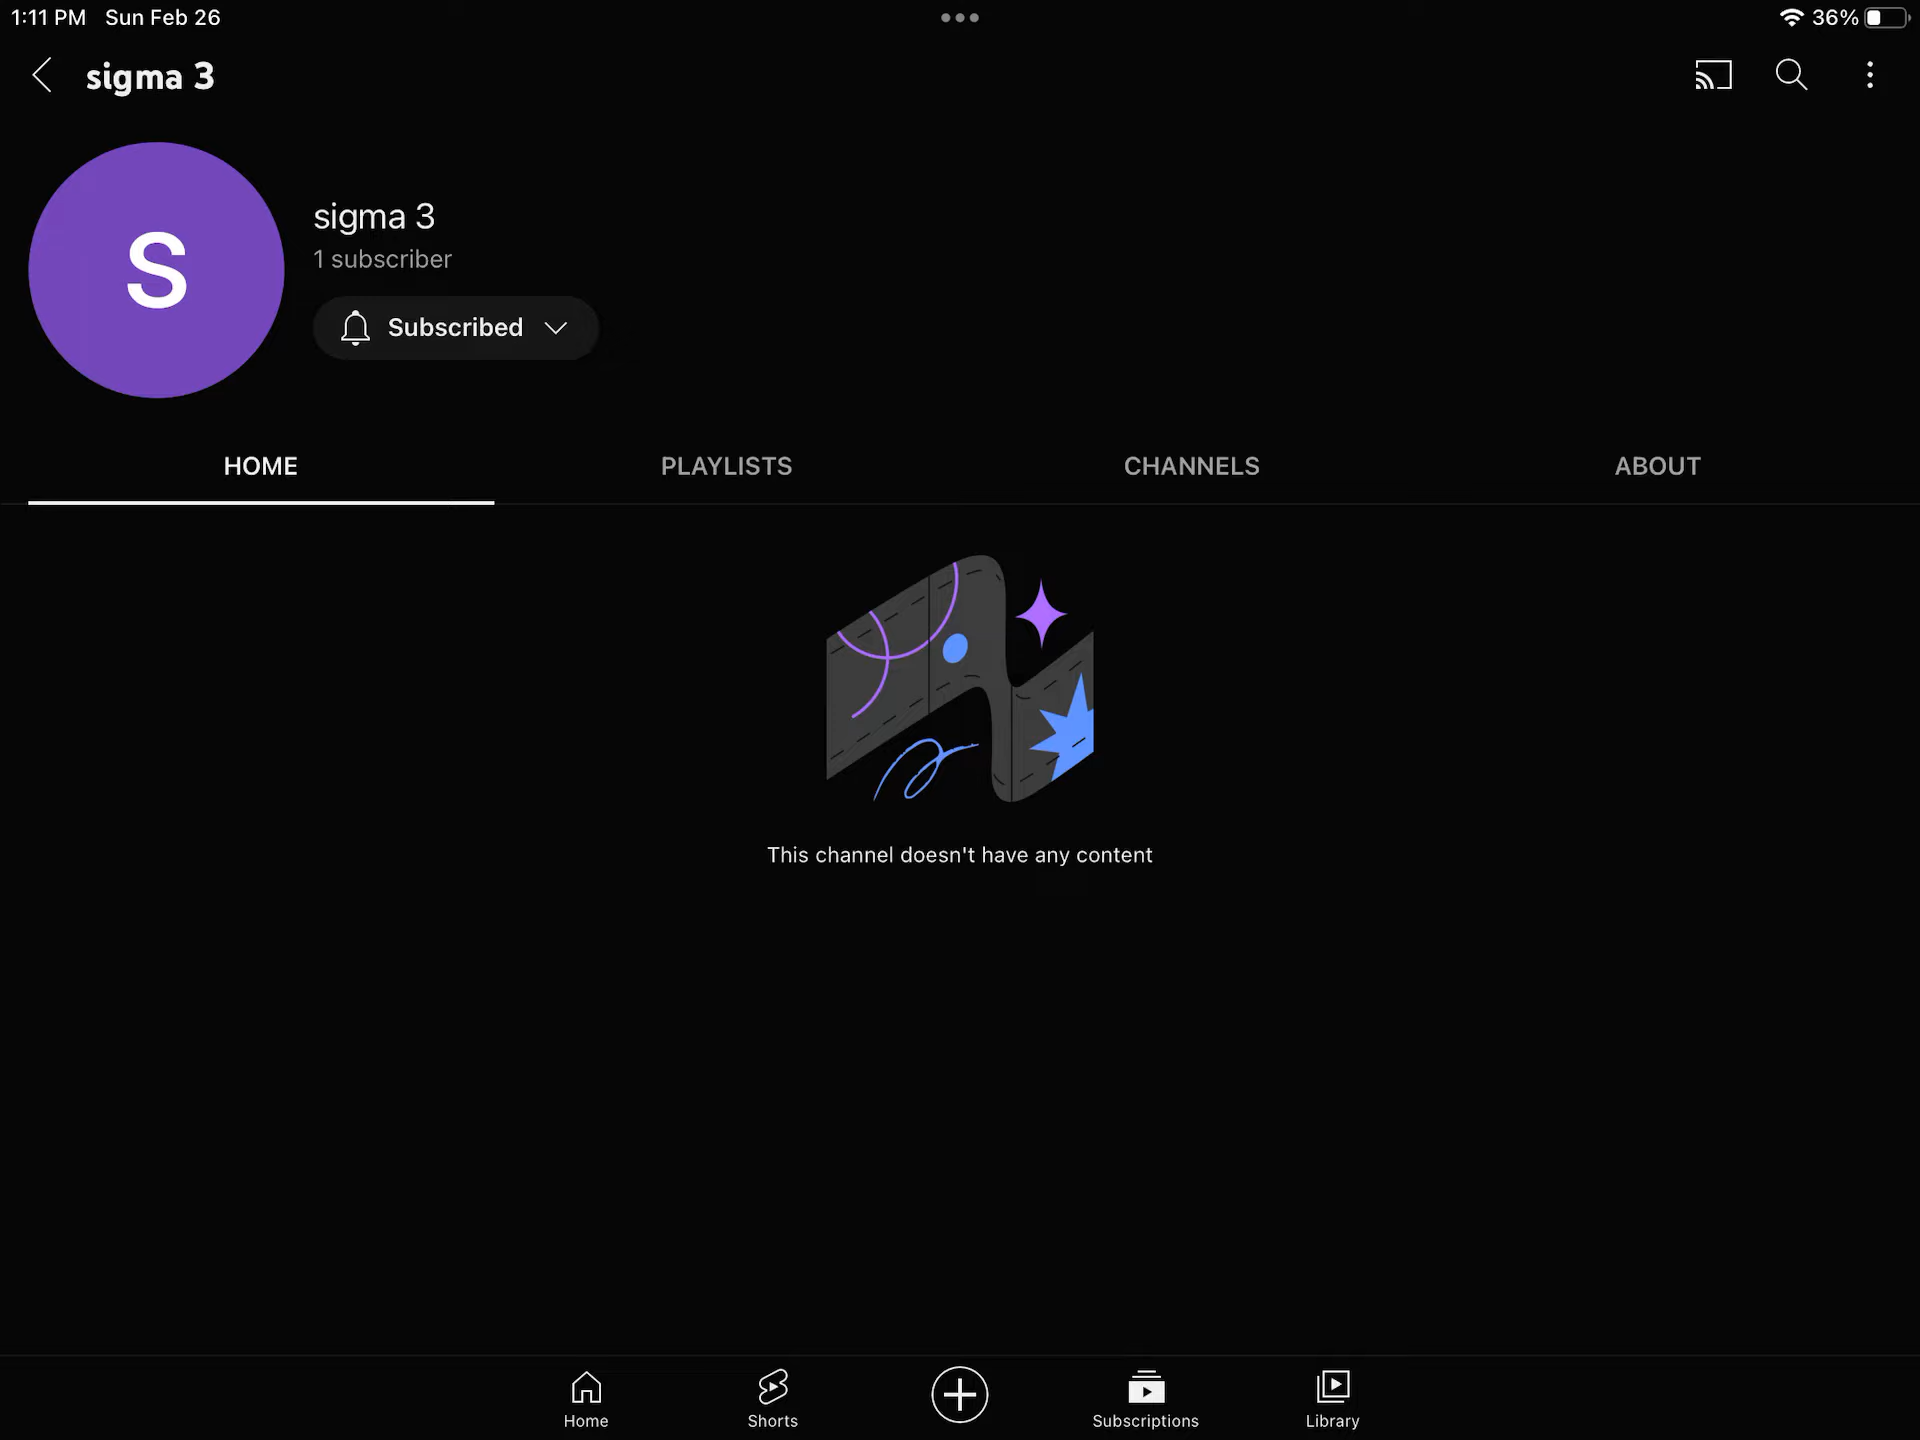 1:11 PM Sun Feb 26
36%
sigma 3
S
sigma 3
1 subscriber
Subscribed
HOME
PLAYLISTS
CHANNELS
ABOUT
This channel doesn't have any content
Home
Shorts
Subscriptions
Library